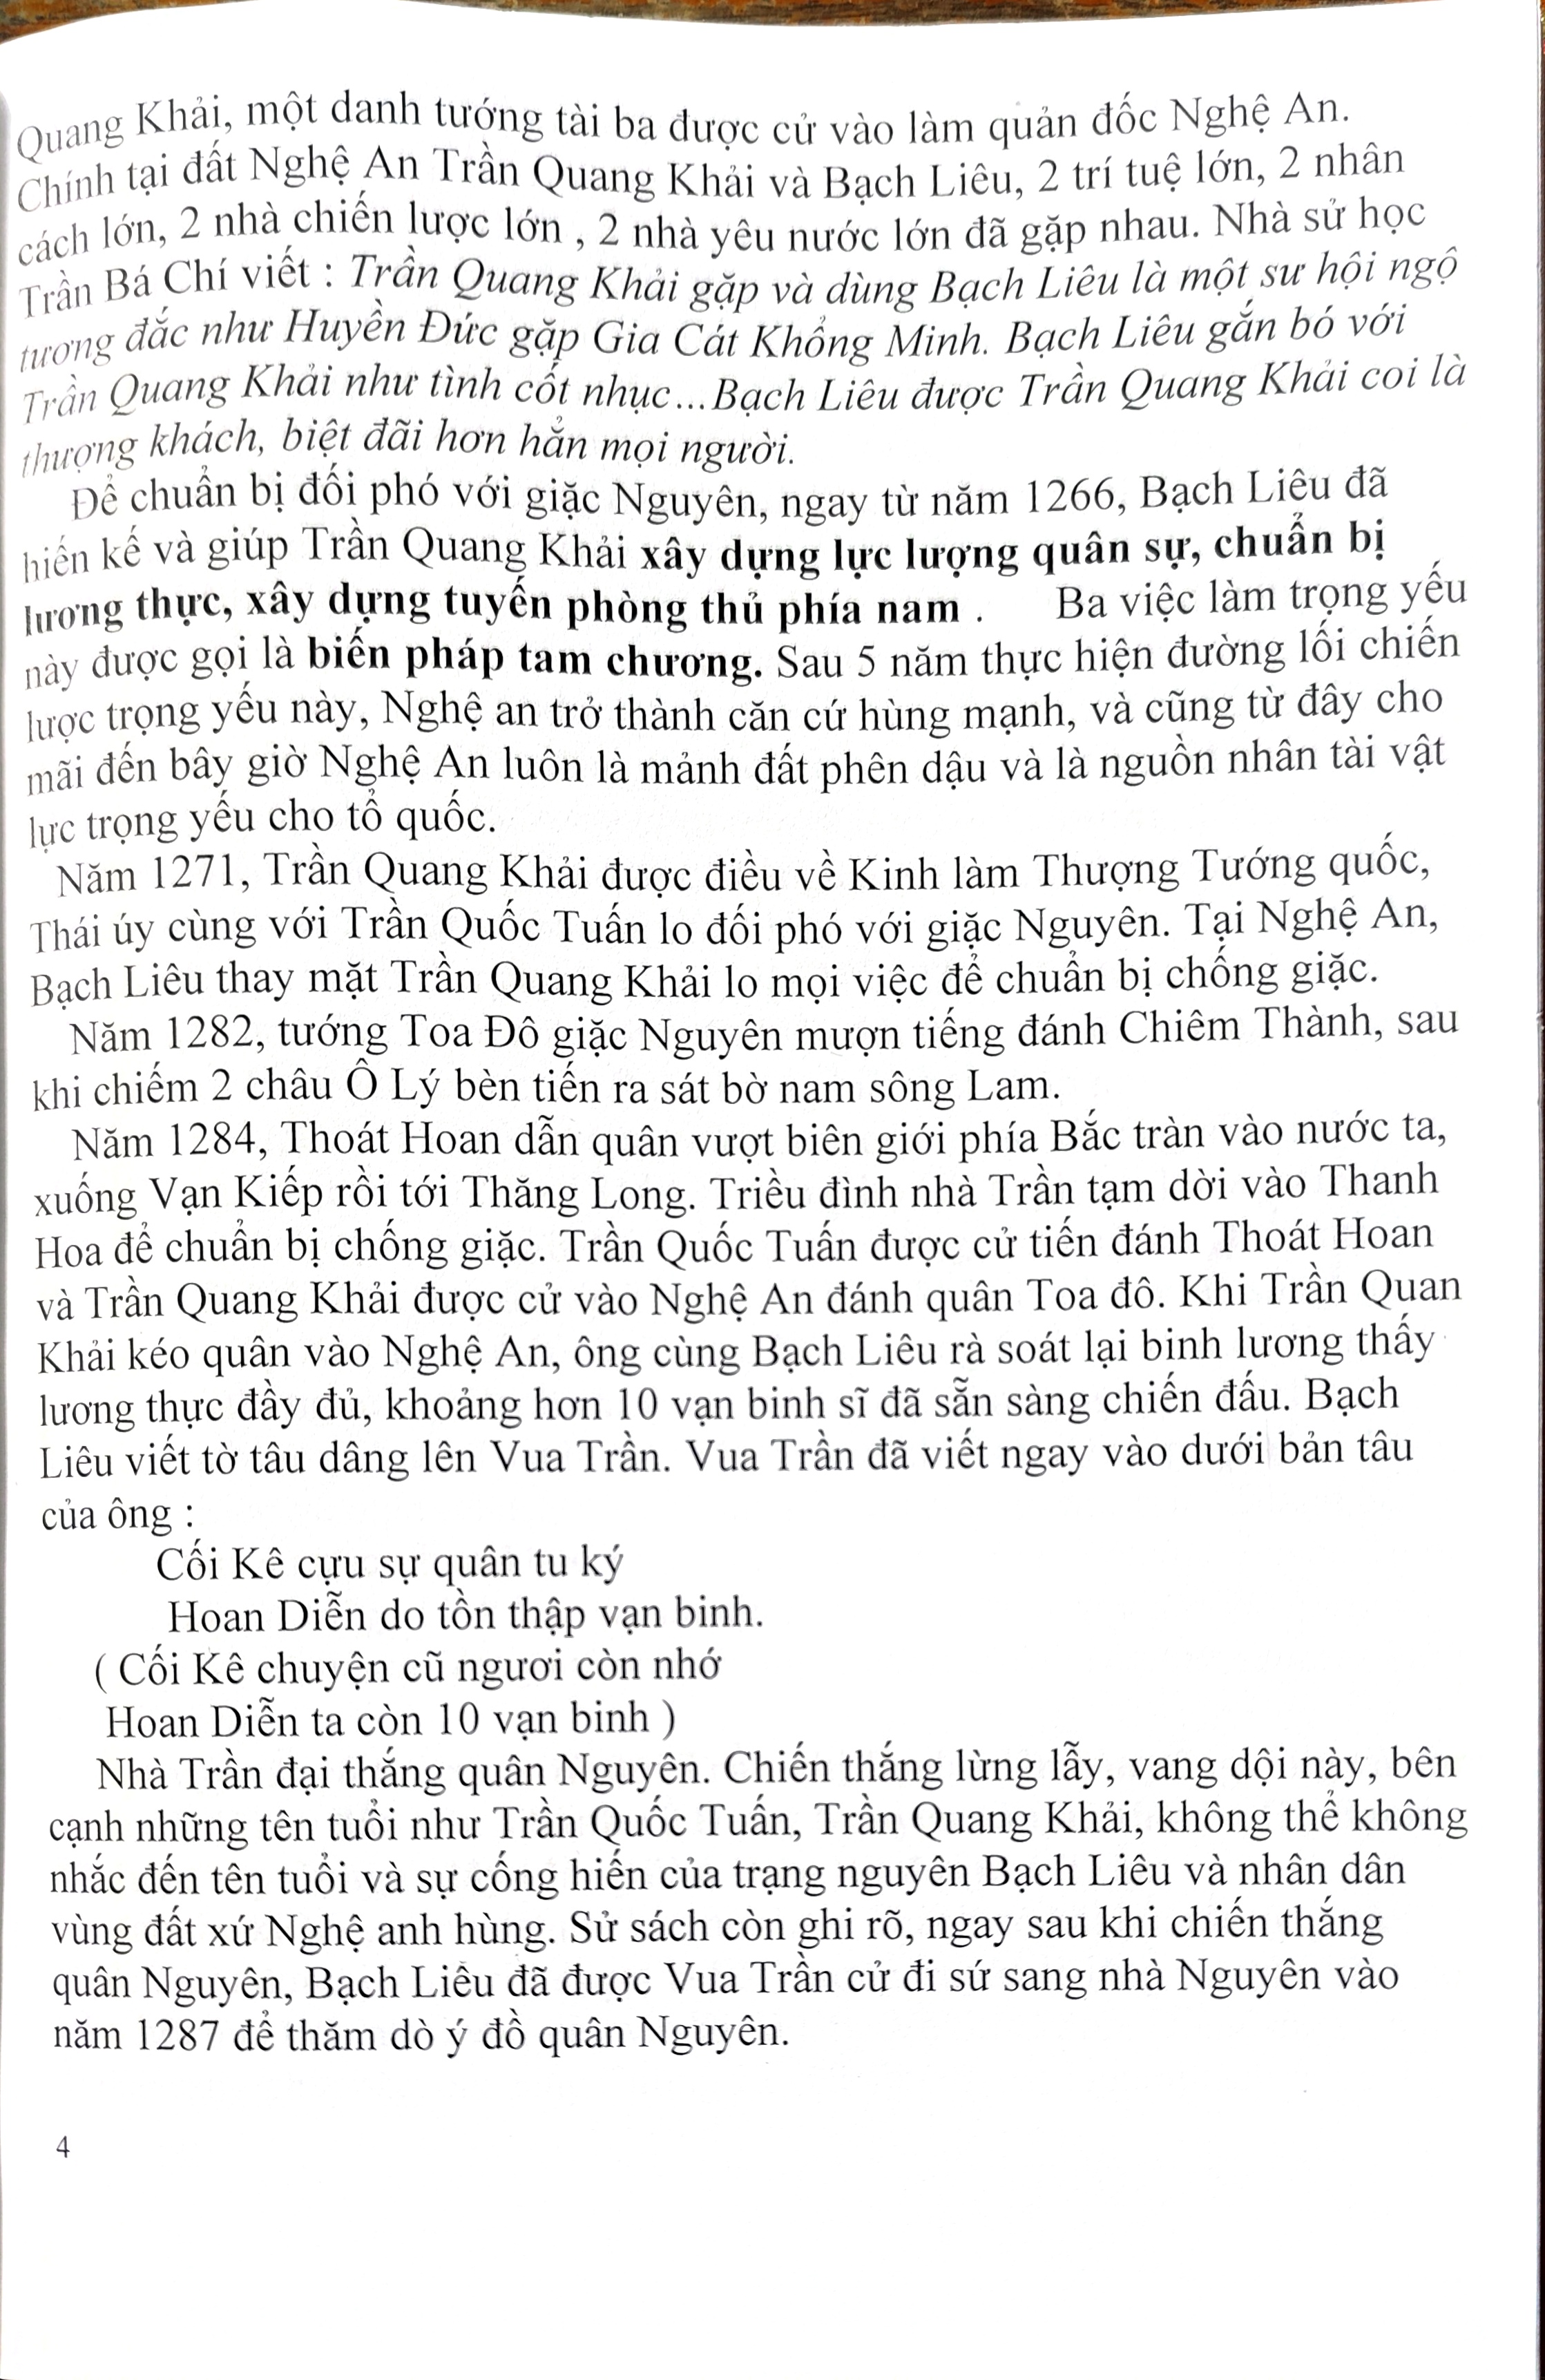 Quang Khải, một danh tướng tài ba được cử vào làm quản đốc Nghệ An.
Chính tại đất Nghệ An Trần Quang Khải và Bạch Liêu, 2 trí tuệ lớn, 2 nhân
cách lớn, 2 nhà chiến lược lớn , 2 nhà yêu nước lớn đã gặp nhau. Nhà sử học
Trần Bá Chí viết : Trần Quang Khải gặp và dùng Bạch Liêu là một sư hội ngộ
tương đắc như Huyền Đức gặp Gia Cát Khổng Minh. Bạch Liêu gắn bó với
Trần Quang Khải như tình cốt nhục...Bạch Liêu được Trần Quang Khải coi là
thượng khách, biệt đãi hơn hẳn mọi người.
Để chuẩn bị đối phó với giặc Nguyên, ngay từ năm 1266, Bạch Liêu đã
hiến kế và giúp Trần Quang Khải xây dựng lực lượng quân sự, chuẩn bị
lương thực, xây dựng tuyến phòng thủ phía nam . Ba việc làm trọng yếu
này được gọi là biến pháp tam chương. Sau 5 năm thực hiện đường lối chiến
lược trọng yếu này, Nghệ an trở thành căn cứ hùng mạnh, và cũng từ đây cho
mãi đến bây giờ Nghệ An luôn là mảnh đất phên dậu và là nguồn nhân tài vật
lực trọng yếu cho tổ quốc.
Năm 1271, Trần Quang Khải được điều về Kinh làm Thượng Tướng quốc,
Thái úy cùng với Trần Quốc Tuấn lo đối phó với giặc Nguyên. Tại Nghệ An,
Bạch Liêu thay mặt Trần Quang Khải lo mọi việc để chuẩn bị chống giặc.
Năm 1282, tướng Toa Đô giặc Nguyên mượn tiếng đánh Chiêm Thành, sau
khi chiếm 2 châu Ô Lý bèn tiến ra sát bờ nam sông Lam.
Năm 1284, Thoát Hoan dẫn quân vượt biên giới phía Bắc tràn vào nước ta,
xuống Vạn Kiếp rồi tới Thăng Long. Triều đình nhà Trần tạm dời vào Thanh
Hoa để chuẩn bị chống giặc. Trần Quốc Tuấn được cử tiến đánh Thoát Hoan
và Trần Quang Khải được cử vào Nghệ An đánh quân Toa đô. Khi Trần Quan
Khải kéo quân vào Nghệ An, ông cùng Bạch Liêu rà soát lại binh lương thấy
lương thực đầy đủ, khoảng hơn 10 vạn binh sĩ đã sẵn sàng chiến đấu. Bạch
Liêu viết tờ tâu dâng lên Vua Trần. Vua Trần đã viết ngay vào dưới bản tâu
của ông :
Cối Kê cựu sự quân tu ký
Hoan Diễn do tồn thập vạn binh.
( Cối Kê chuyện cũ ngươi còn nhớ
Hoan Diễn ta còn 10 vạn binh )
Nhà Trần đại thắng quân Nguyên. Chiến thắng lừng lẫy, vang dội này, bên
cạnh những tên tuổi như Trần Quốc Tuấn, Trần Quang Khải, không thể không
nhắc đến tên tuổi và sự cống hiến của trạng nguyên Bạch Liêu và nhân dân
vùng đất xứ Nghệ anh hùng. Sử sách còn ghi rõ, ngay sau khi chiến thắng
quân Nguyên, Bạch Liêu đã được Vua Trần cử đi sứ sang nhà Nguyên vào
năm 1287 để thăm dò ý đồ quân Nguyên.
4